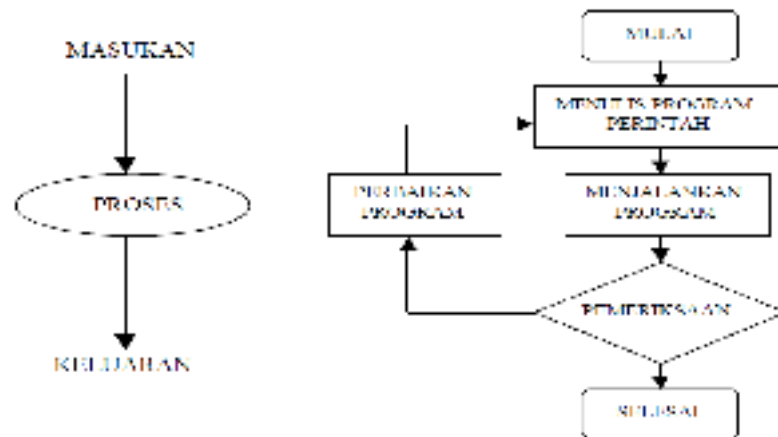 MASUKAN
PROSES
KELUARAN
MULAI
MENULIS PROGRAM
PERINTAH
PERBAIKAN
PROGRAM
MENJALANKAN
PROGRAM
PEMERIKSAAN
SELESAI